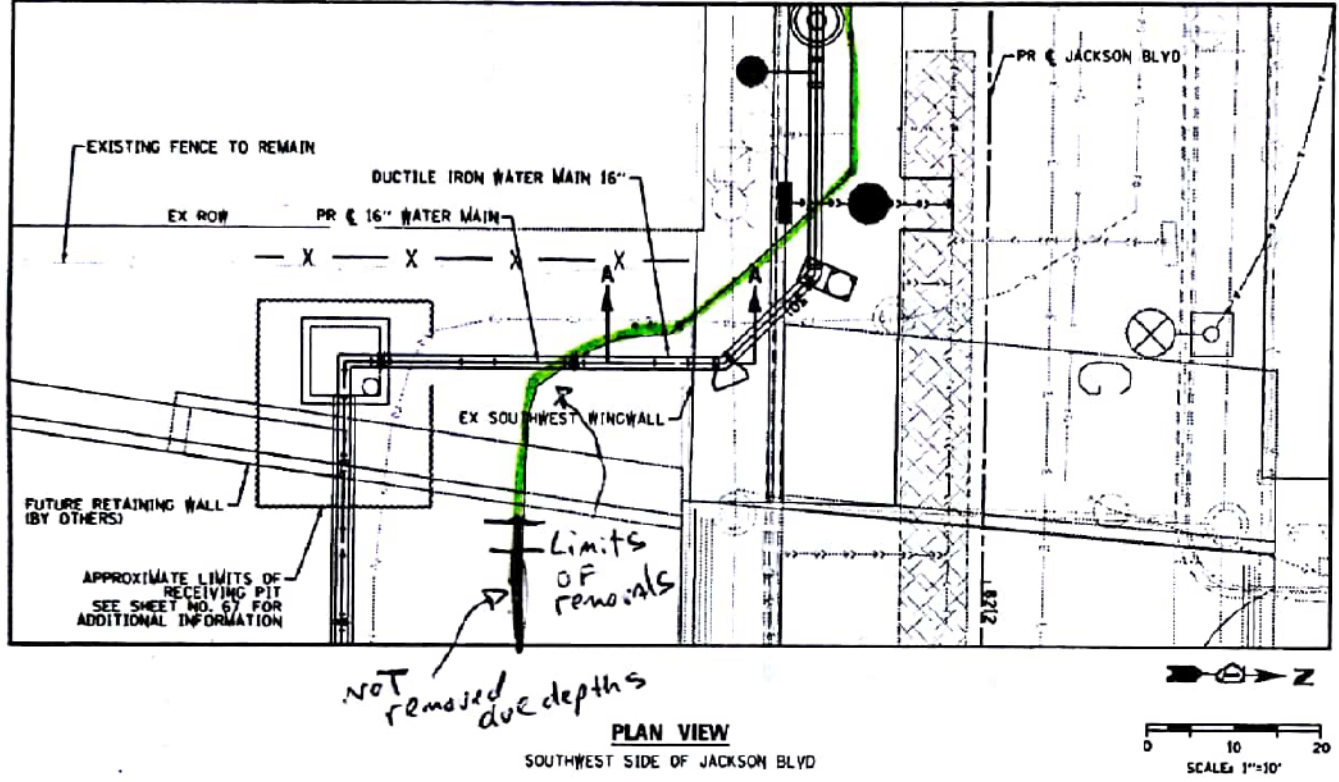 PR ℄ JACKSON BLVD
EXISTING FENCE TO REMAIN
DUCTILE IRON WATER MAIN 16"
EX ROW
PR ℄ 16" WATER MAIN
X X X X
A A
EX SOUTHWEST WINGWALL
FUTURE RETAINING WALL
(BY OTHERS)
Limits
OF
removals
APPROXIMATE LIMITS OF
RECEIVING PIT
SEE SHEET NO. 67 FOR
ADDITIONAL INFORMATION
NOT
removed
due depths
N
PLAN VIEW
SOUTHWEST SIDE OF JACKSON BLVD
0 10 20
SCALE: 1"=10'